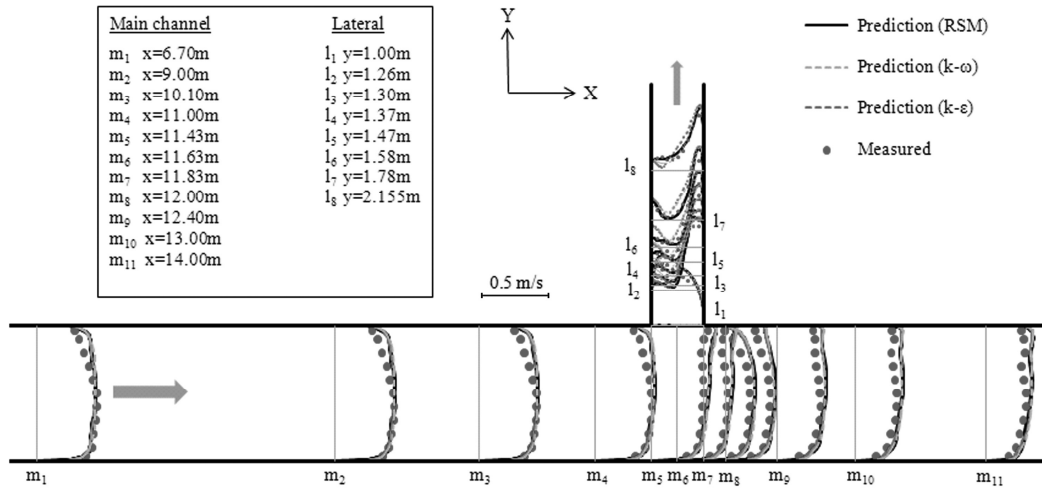 Main channel
Lateral
m1 x=6.70m
l1 y=1.00m
m2 x=9.00m
l2 y=1.26m
m3 x=10.10m
l3 y=1.30m
m4 x=11.00m
l4 y=1.37m
m5 x=11.43m
l5 y=1.47m
m6 x=11.63m
l6 y=1.58m
m7 x=11.83m
l7 y=1.78m
m8 x=12.00m
l8 y=2.155m
m9 x=12.40m
m10 x=13.00m
m11 x=14.00m
Y
X
Prediction (RSM)
Prediction (k-ω)
Prediction (k-ε)
Measured
l8
l7
l6
l5
l4
l3
l2
l1
0.5 m/s
m1 m2 m3 m4 m5 m6 m7 m8 m9 m10 m11